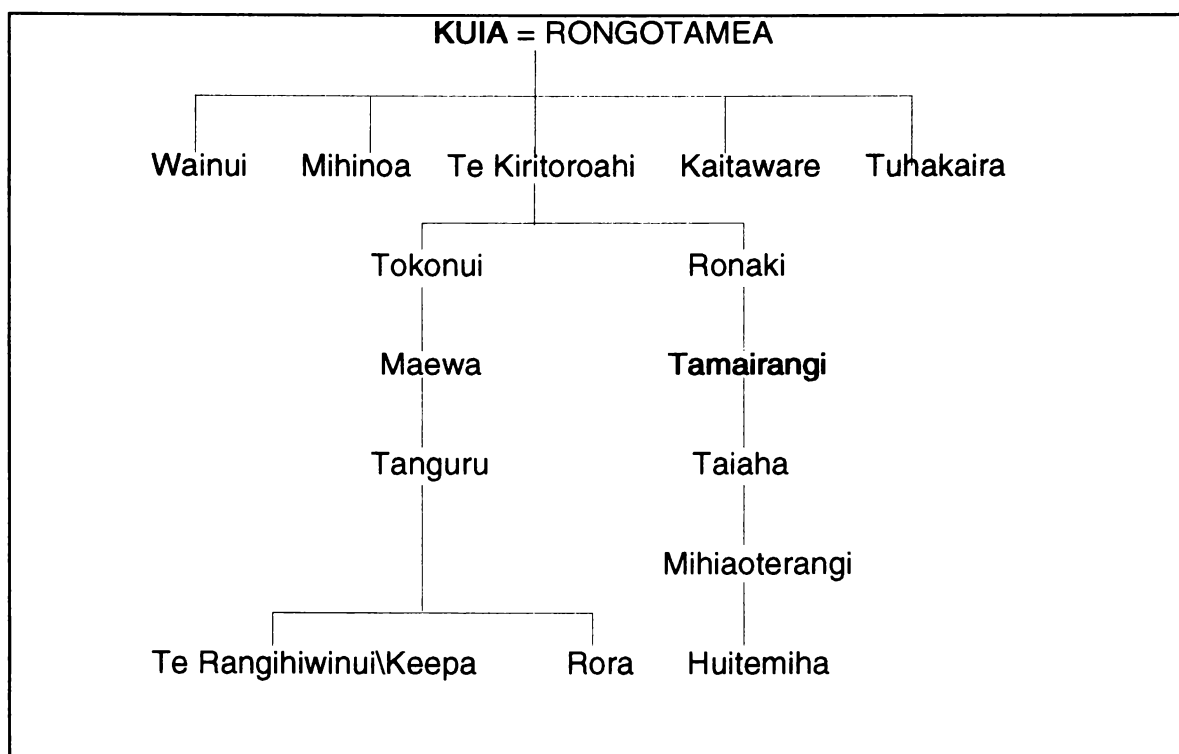 KUIA = RONGOTAMEA
Wainui Mihinoa Te Kiritoroahi Kaitaware Tuhakaira
Tokonui Ronaki
Maewa Tamairangi
Tanguru Taiaha
Mihiaoterangi
Te Rangihiwinui\Keepa Rora Huitemiha